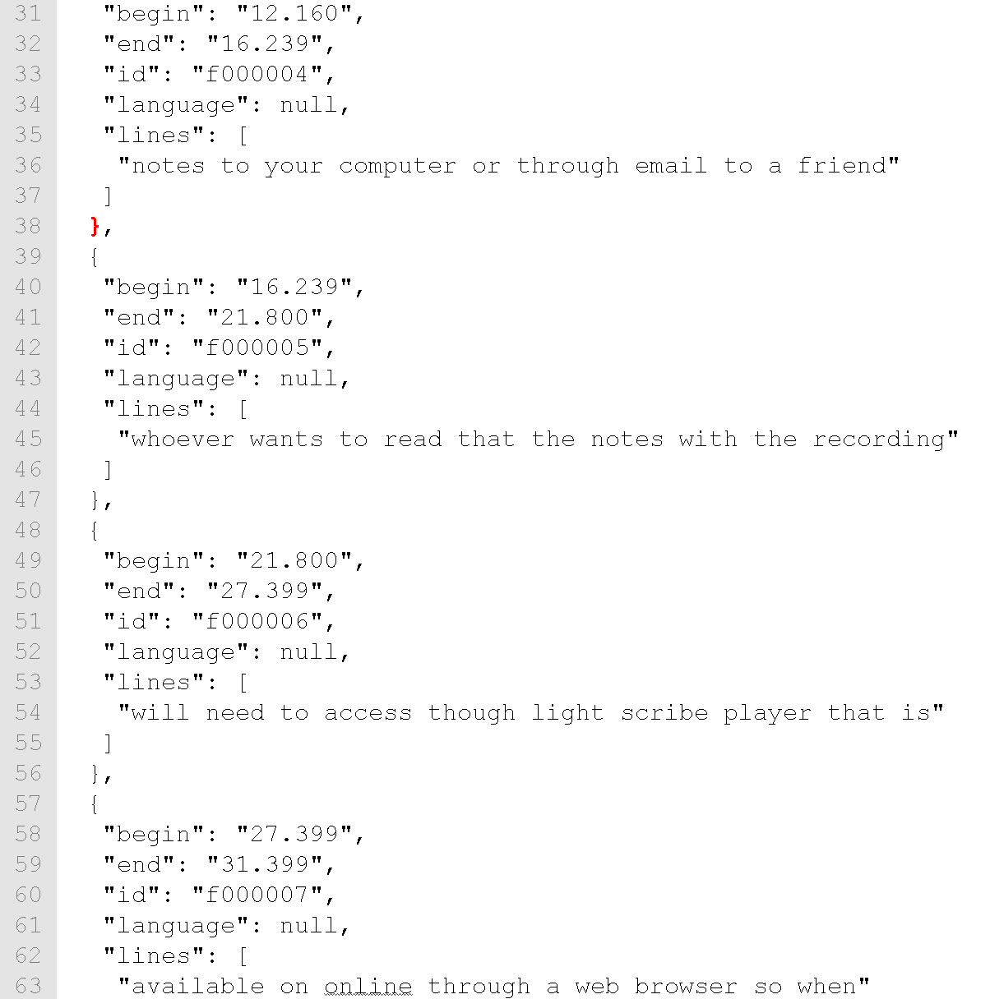 31 "begin": "12.160",
32 "end": "16.239",
33 "id": "f000004",
34 "language": null,
35 "lines": [
36 "notes to your computer or through email to a friend"
37 ]
38 },
39 {
40 "begin": "16.239",
41 "end": "21.800",
42 "id": "f000005",
43 "language": null,
44 "lines": [
45 "whoever wants to read that the notes with the recording"
46 ]
47 },
48 {
49 "begin": "21.800",
50 "end": "27.399",
51 "id": "f000006",
52 "language": null,
53 "lines": [
54 "will need to access though light scribe player that is"
55 ]
56 },
57 {
58 "begin": "27.399",
59 "end": "31.399",
60 "id": "f000007",
61 "language": null,
62 "lines": [
63 "available on online through a web browser so when"